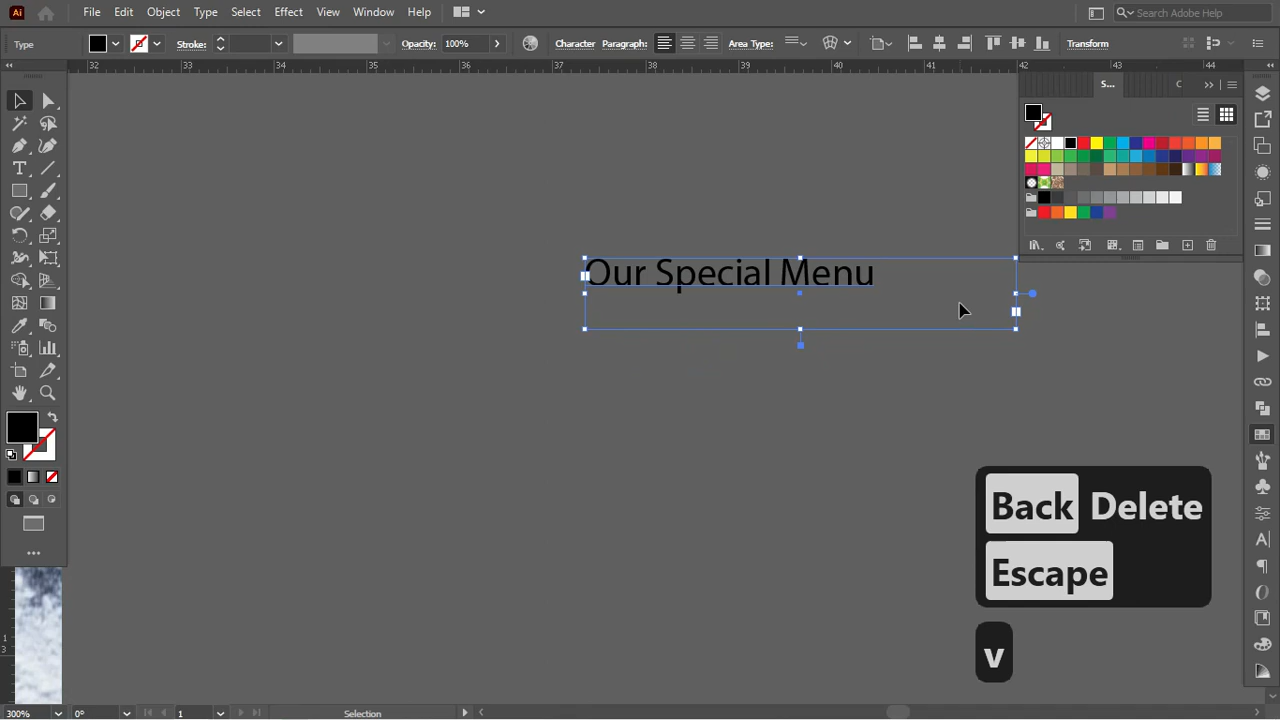 Ai File Edit Object Type Select Effect View Window Help Search Adobe Help
Type Stroke: Opacity: 100% Character Paragraph: Area Type: Transform
32 33 34 35 36 37 38 39 40 41 42 43 44
S... C
Our Special Menu
Back Delete
Escape
v
1
3
300% 0° 1 Selection